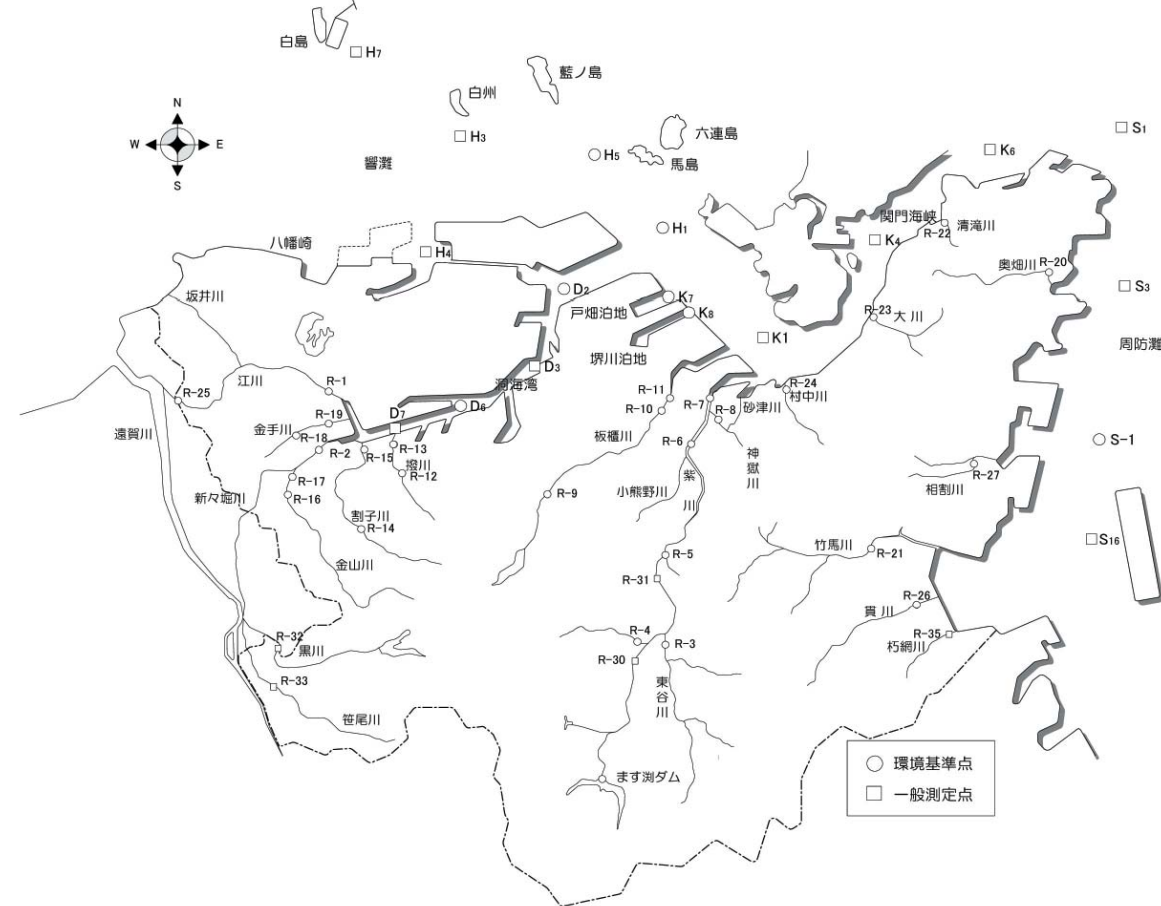 白島
H7
藍ノ島
白州
H3
N
W
E
S
響灘
H5
六連島
馬島
S1
K6
八幡崎
H4
H1
関門海峡
K4
R-22
清滝川
奥畑川
R-20
S3
坂井川
D2
K7
戸畑泊地
K8
R-23
大川
K1
周防灘
堺川泊地
D3
洞海湾
江川
R-1
R-25
R-11
R-7
R-24
村中川
砂津川
R-10
R-8
D6
R-19
金手川
D7
R-18
R-2
R-13
R-15
撥川
R-12
板櫃川
R-6
神嶽川
S-1
遠賀川
R-17
R-16
新々堀川
R-9
小熊野川
紫川
R-27
相割川
割子川
R-14
金山川
R-5
竹馬川
R-21
S16
R-31
R-26
貫川
R-4
R-3
R-35
朽網川
R-32
黒川
R-30
R-33
東谷川
笹尾川
ます渕ダム
環境基準点
一般測定点